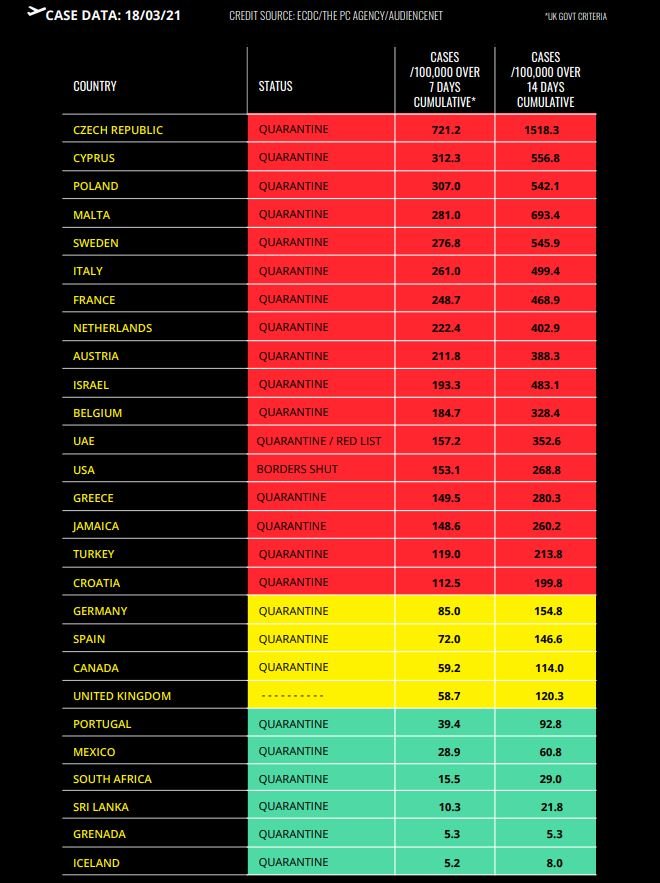 CASE DATA: 18/03/21 CREDIT SOURCE: ECDC/THE PC AGENCY/AUDIENCENET *UK GOVT CRITERIA
COUNTRY STATUS CASES /100,000 OVER 7 DAYS CUMULATIVE* CASES /100,000 OVER 14 DAYS CUMULATIVE
CZECH REPUBLIC QUARANTINE 721.2 1518.3
CYPRUS QUARANTINE 312.3 556.8
POLAND QUARANTINE 307.0 542.1
MALTA QUARANTINE 281.0 693.4
SWEDEN QUARANTINE 276.8 545.9
ITALY QUARANTINE 261.0 499.4
FRANCE QUARANTINE 248.7 468.9
NETHERLANDS QUARANTINE 222.4 402.9
AUSTRIA QUARANTINE 211.8 388.3
ISRAEL QUARANTINE 193.3 483.1
BELGIUM QUARANTINE 184.7 328.4
UAE QUARANTINE / RED LIST 157.2 352.6
USA BORDERS SHUT 153.1 268.8
GREECE QUARANTINE 149.5 280.3
JAMAICA QUARANTINE 148.6 260.2
TURKEY QUARANTINE 119.0 213.8
CROATIA QUARANTINE 112.5 199.8
GERMANY QUARANTINE 85.0 154.8
SPAIN QUARANTINE 72.0 146.6
CANADA QUARANTINE 59.2 114.0
UNITED KINGDOM - - - - - - - - - - 58.7 120.3
PORTUGAL QUARANTINE 39.4 92.8
MEXICO QUARANTINE 28.9 60.8
SOUTH AFRICA QUARANTINE 15.5 29.0
SRI LANKA QUARANTINE 10.3 21.8
GRENADA QUARANTINE 5.3 5.3
ICELAND QUARANTINE 5.2 8.0